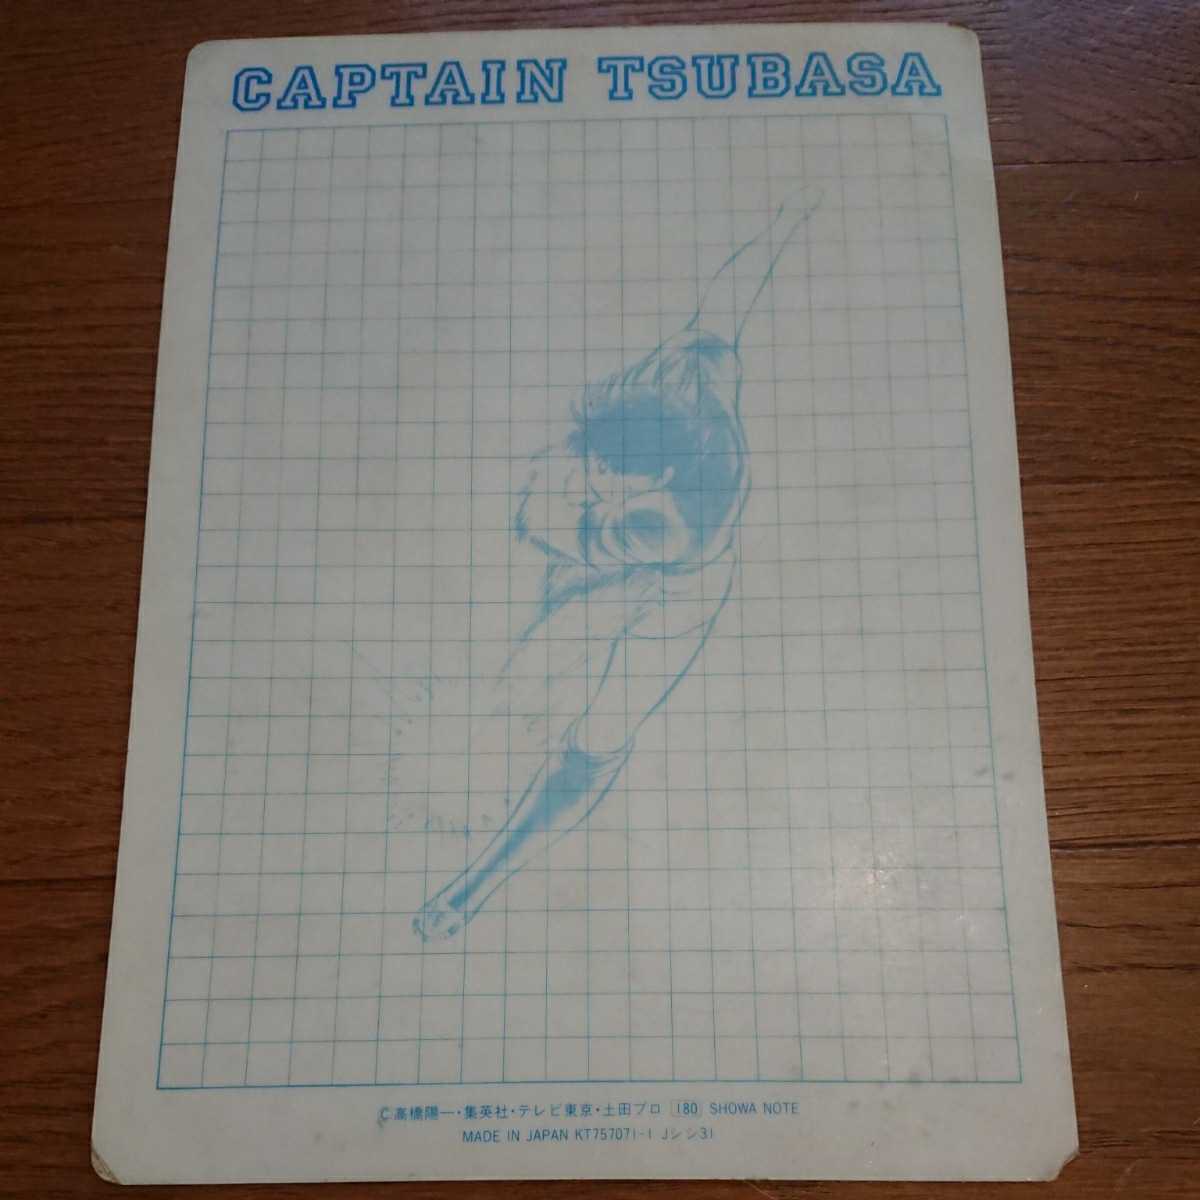 CAPTAIN TSUBASA
C高橋陽一・集英社・テレビ東京・土田プロ 180 SHOWA NOTE
MADE IN JAPAN KT757071-1 Jシシ31